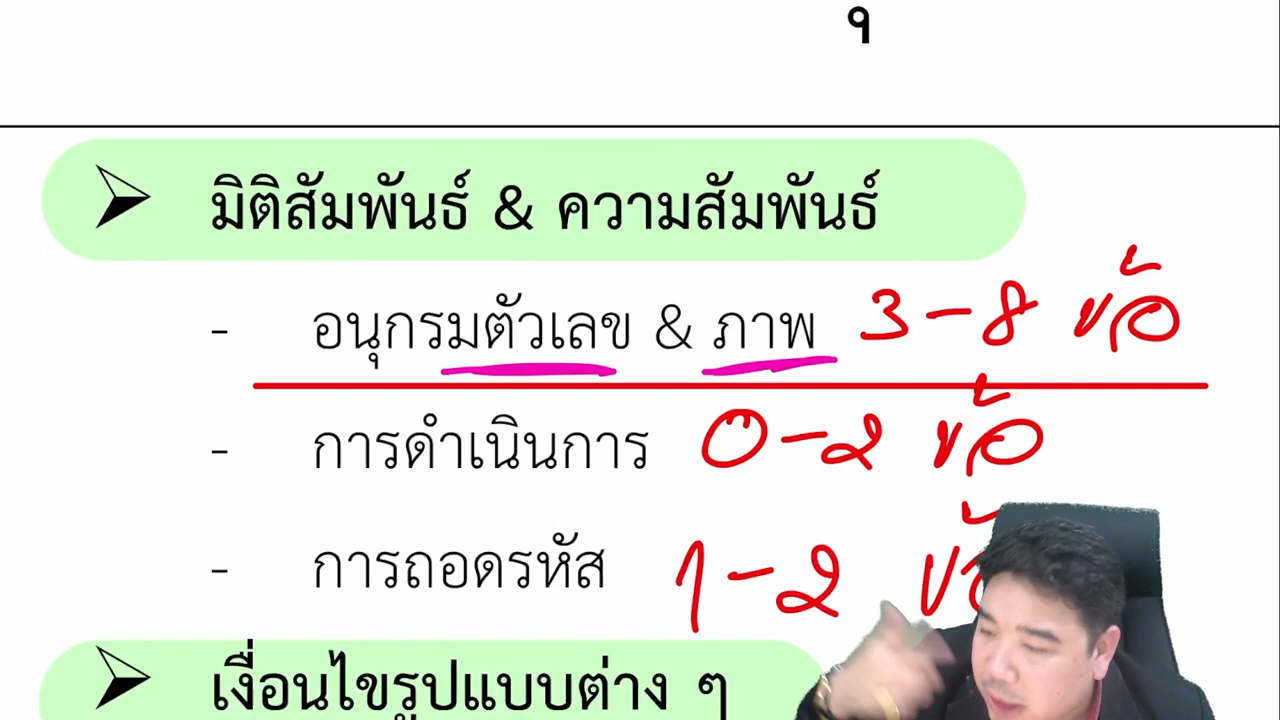 ๆ
มิติสัมพันธ์ & ความสัมพันธ์
- อนุกรมตัวเลข & ภาพ 3-8 ข้อ
- การดำเนินการ 0-2 ข้อ
- การถอดรหัส 1-2
เงื่อนไขรูปแบบต่าง ๆ